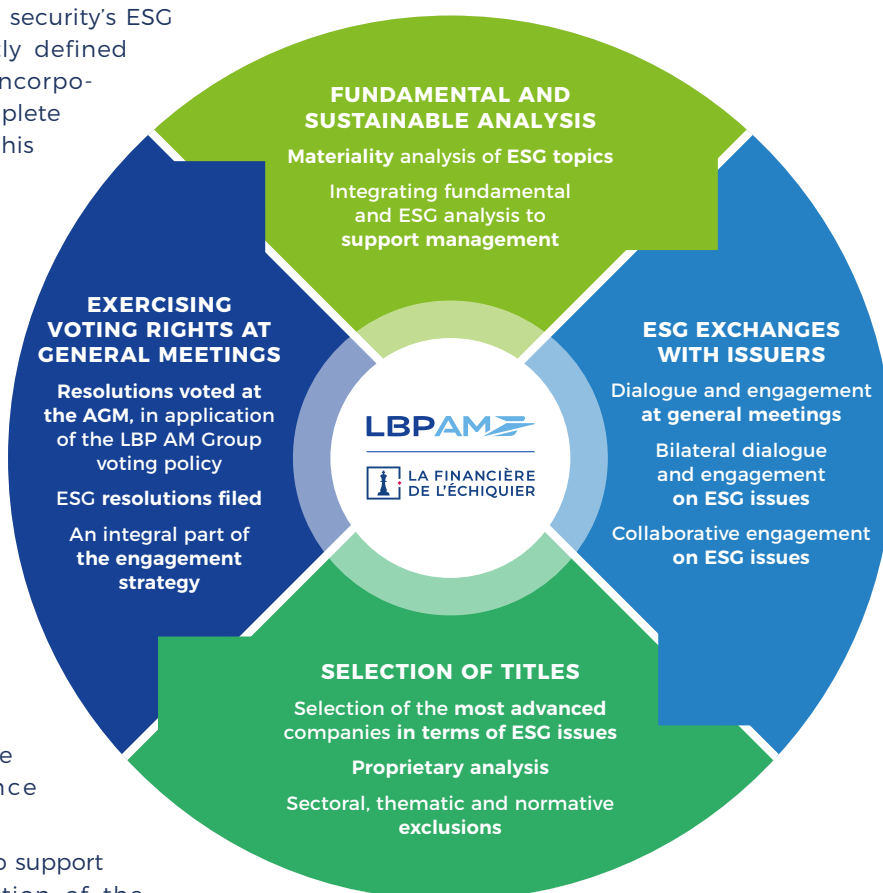 security's ESG
defined
plete
his
FUNDAMENTAL AND
SUSTAINABLE ANALYSIS
Materiality analysis of ESG topics
Integrating fundamental
and ESG analysis to
support management
EXERCISING
VOTING RIGHTS AT
GENERAL MEETINGS
Resolutions voted at
the AGM, in application
of the LBP AM Group
voting policy
ESG resolutions filed
An integral part of
the engagement
strategy
LBPAM
LA FINANCIÈRE
DE L'ÉCHIQUIER
ESG EXCHANGES
WITH ISSUERS
Dialogue and engagement
at general meetings
Bilateral dialogue
and engagement
on ESG issues
Collaborative engagement
on ESG issues
SELECTION OF TITLES
Selection of the most advanced
companies in terms of ESG issues
Proprietary analysis
Sectoral, thematic and normative
exclusions
nce
support
of the